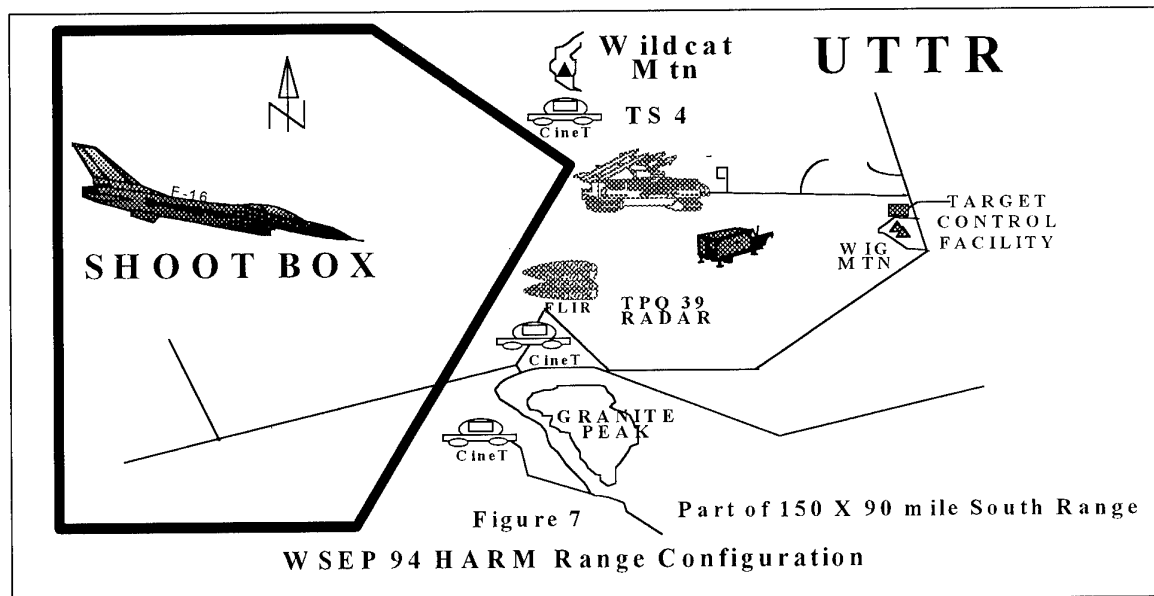 Wildcat
Mtn
UTTR
N
CineT
TS 4
F-16
SHOOT BOX
TARGET
CONTROL
FACILITY
WIG
MTN
FLIR
TPQ 39
RADAR
CineT
GRANITE
PEAK
CineT
Figure 7
Part of 150 X 90 mile South Range
WSEP 94 HARM Range Configuration